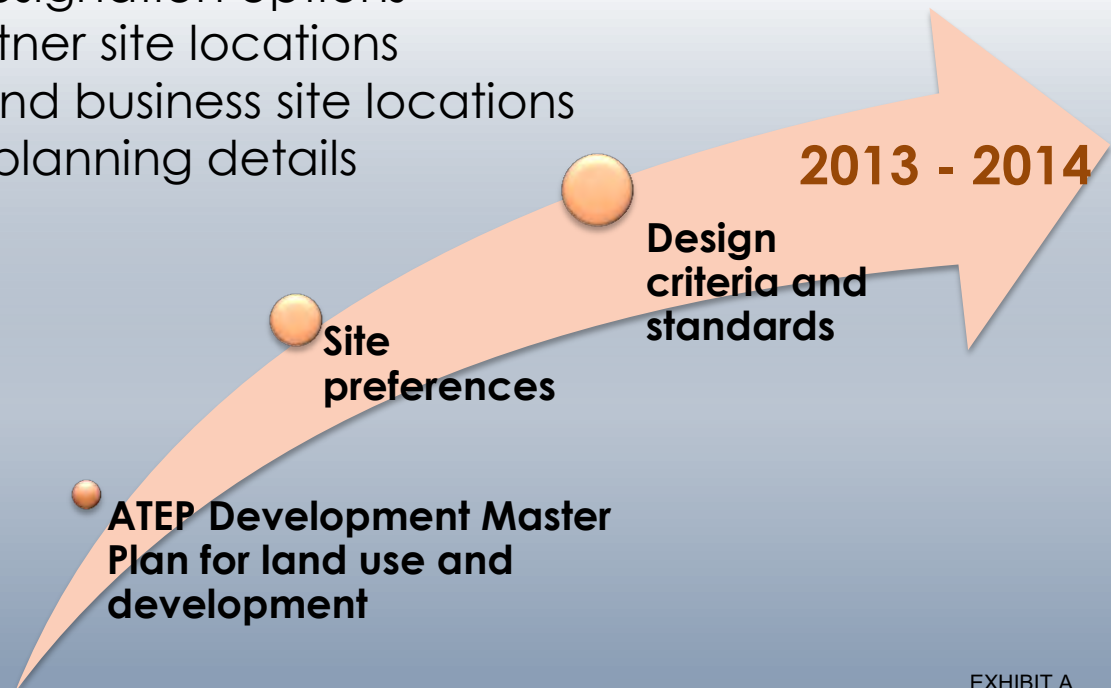 tner site locations
nd business site locations
planning details
2013 - 2014
Design
criteria and
standards
Site
preferences
ATEP Development Master
Plan for land use and
development
EXHIBIT A